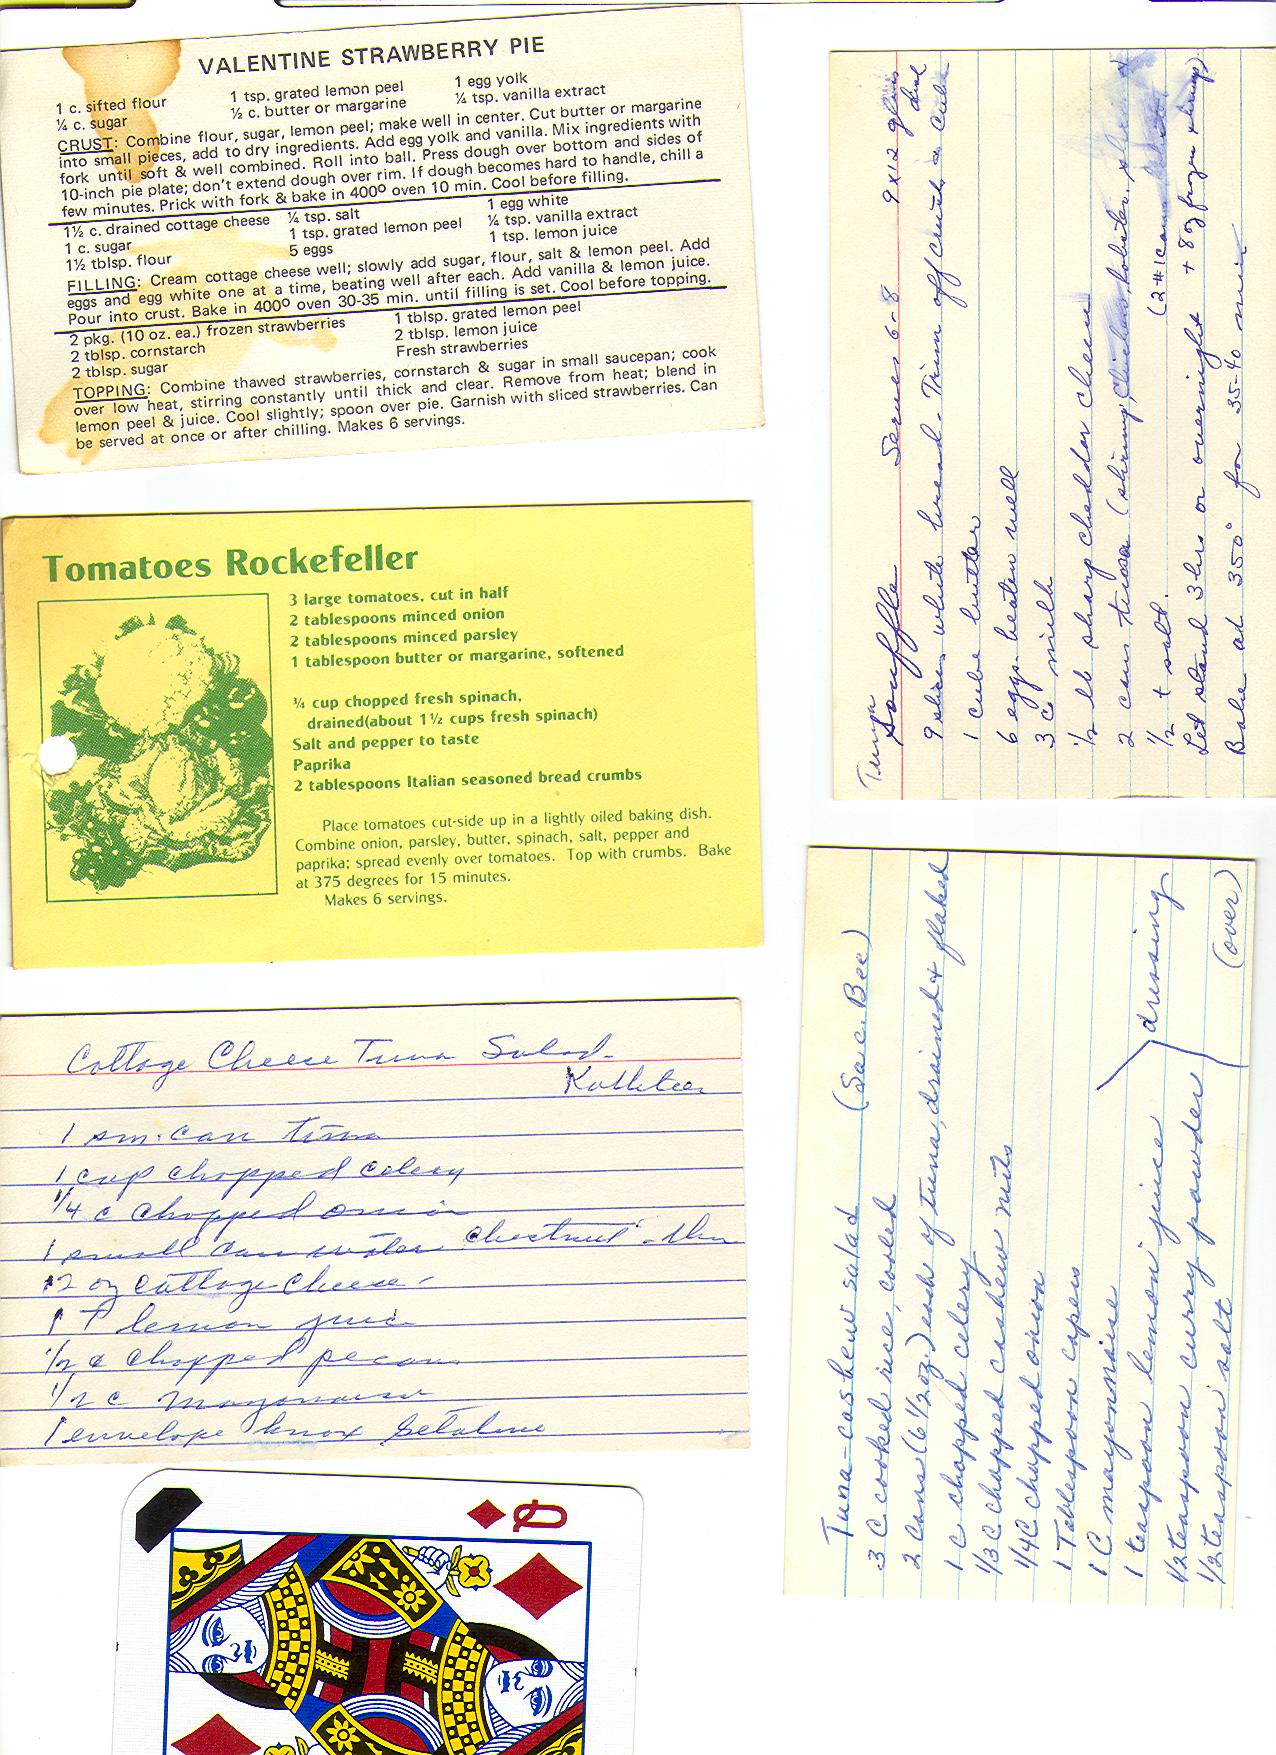 VALENTINE STRAWBERRY PIE
1 c. sifted flour 1 tsp. grated lemon peel 1 egg yolk
¼ c. sugar ½ c. butter or margarine ¼ tsp. vanilla extract
CRUST: Combine flour, sugar, lemon peel; make well in center. Cut butter or margarine
into small pieces, add to dry ingredients. Add egg yolk and vanilla. Mix ingredients with
fork until soft & well combined. Roll into ball. Press dough over bottom and sides of
10-inch pie plate; don't extend dough over rim. If dough becomes hard to handle, chill a
few minutes. Prick with fork & bake in 400º oven 10 min. Cool before filling.
1½ c. drained cottage cheese ¼ tsp. salt 1 egg white
1 c. sugar 1 tsp. grated lemon peel ¼ tsp. vanilla extract
1½ tblsp. flour 5 eggs 1 tsp. lemon juice
FILLING: Cream cottage cheese well; slowly add sugar, flour, salt & lemon peel. Add
eggs and egg white one at a time, beating well after each. Add vanilla & lemon juice.
Pour into crust. Bake in 400º oven 30-35 min. until filling is set. Cool before topping.
2 pkg. (10 oz. ea.) frozen strawberries 1 tblsp. grated lemon peel
2 tblsp. cornstarch 2 tblsp. lemon juice
2 tblsp. sugar Fresh strawberries
TOPPING: Combine thawed strawberries, cornstarch & sugar in small saucepan; cook
over low heat, stirring constantly until thick and clear. Remove from heat; blend in
lemon peel & juice. Cool slightly; spoon over pie. Garnish with sliced strawberries. Can
be served at once or after chilling. Makes 6 servings.
Tomatoes Rockefeller
3 large tomatoes, cut in half
2 tablespoons minced onion
2 tablespoons minced parsley
1 tablespoon butter or margarine, softened
¾ cup chopped fresh spinach,
drained(about 1½ cups fresh spinach)
Salt and pepper to taste
Paprika
2 tablespoons Italian seasoned bread crumbs
Place tomatoes cut-side up in a lightly oiled baking dish.
Combine onion, parsley, butter, spinach, salt, pepper and
paprika; spread evenly over tomatoes. Top with crumbs. Bake
at 375 degrees for 15 minutes.
Makes 6 servings.
Cottage Cheese Tuna Salad-
Kathleen
1 sm. can tuna
1 cup chopped celery
1/4 c chopped onion
1 small can water chestnut
12 oz cottage cheese -
1 T lemon juice
1/2 c chopped pecans
1/2 c Mayonaise
1 envelope knox Gelatine
Q
Tuna
Souffle Serves 6-8 9x12 glass
9 slices white bread - Trim off crusts & cube
1 cube butter
6 eggs beaten well
3 c milk
1/2 lb sharp cheddar cheese
2 cans tuna (shrimp, Chicken, lobster
(2 #1 cans
1/2 t salt.
Let stand 3 hrs or overnight + 8 oz frozen shrimp)
Bake at 350° for 35-40 min
Tuna-cashew salad (Sac. Bee)
3 C cooked rice, cooled
2 Cans (6 1/2 oz.) each of tuna, drained & flaked
1 C chopped celery
1/3 C chopped cashew nuts
1/4 C chopped onion
1 Tablespoon capers
1 C mayonnaise
1 teaspoon lemon juice dressing
1/2 teaspoon curry powder
1/2 teaspoon salt (over)